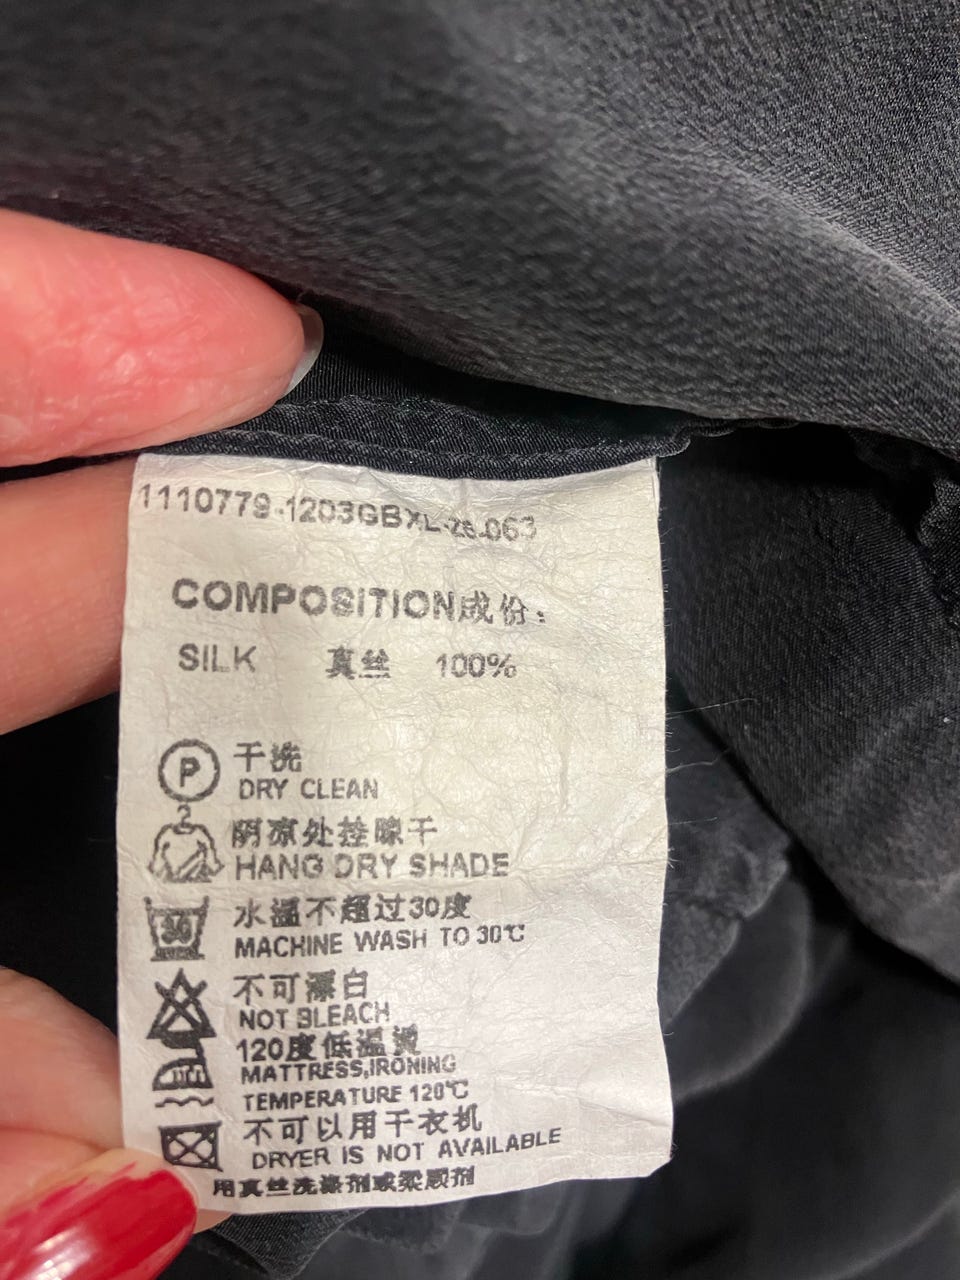 1110779-1203GBXL-28-063
COMPOSITION成份:
SILK 真丝 100%
P 干洗
DRY CLEAN
阴凉处控晾干
HANG DRY SHADE
30 水温不超过30度
MACHINE WASH TO 30℃
不可漂白
NOT BLEACH
120度低温烫
MATTRESS,IRONING
TEMPERATURE 120℃
不可以用干衣机
DRYER IS NOT AVAILABLE
用真丝洗涤剂或柔顺剂